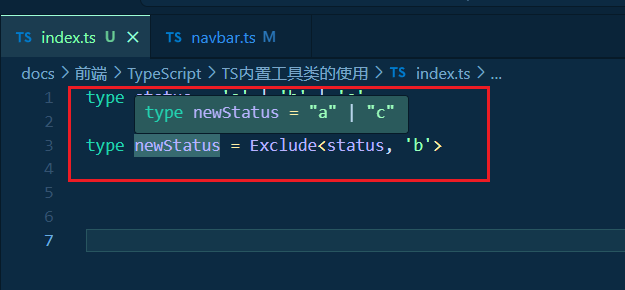 TS index.ts U × TS navbar.ts M
docs > 前端 > TypeScript > TS内置工具类的使用 > TS index.ts > ...
1 type
type newStatus = "a" | "c"
2
3 type newStatus = Exclude<status, 'b'>
4
5
6
7